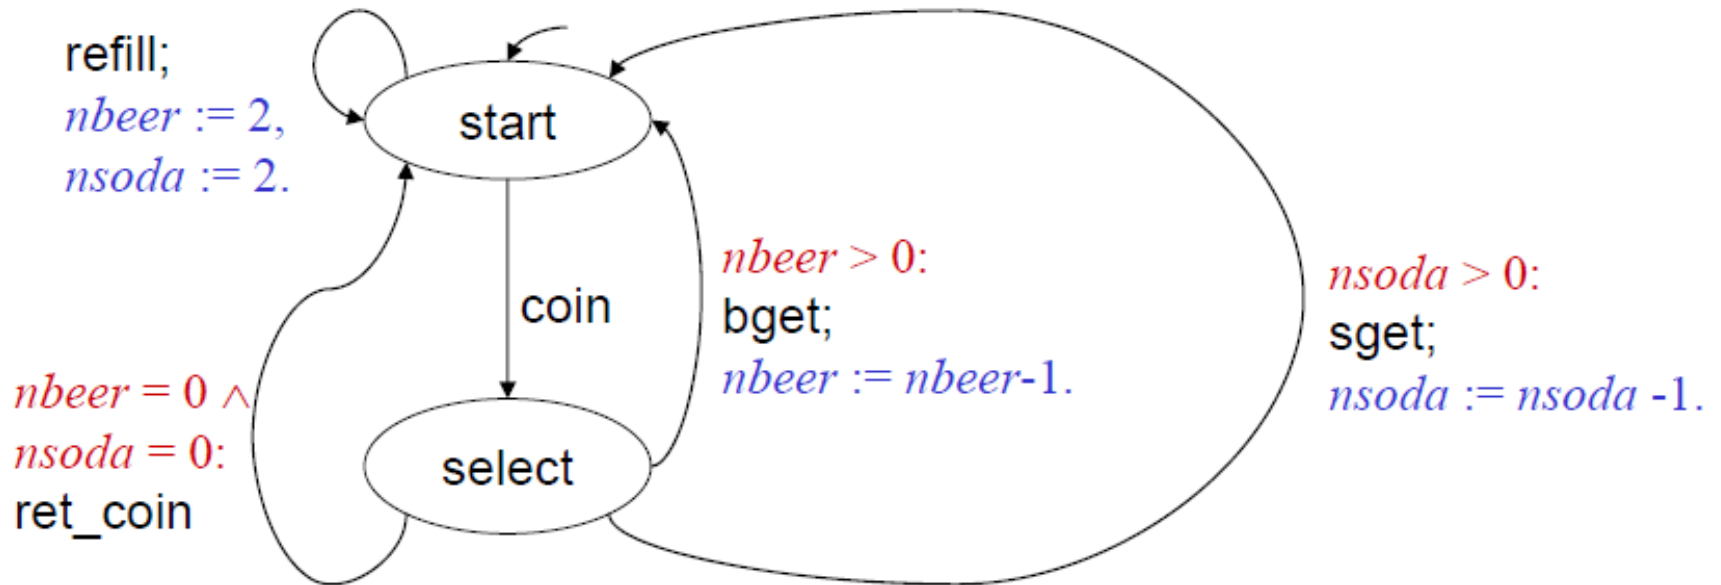 refill;
nbeer := 2,
nsoda := 2.
start
coin
nbeer > 0:
bget;
nbeer := nbeer-1.
nsoda > 0:
sget;
nsoda := nsoda -1.
nbeer = 0 ∧
nsoda = 0:
ret_coin
select